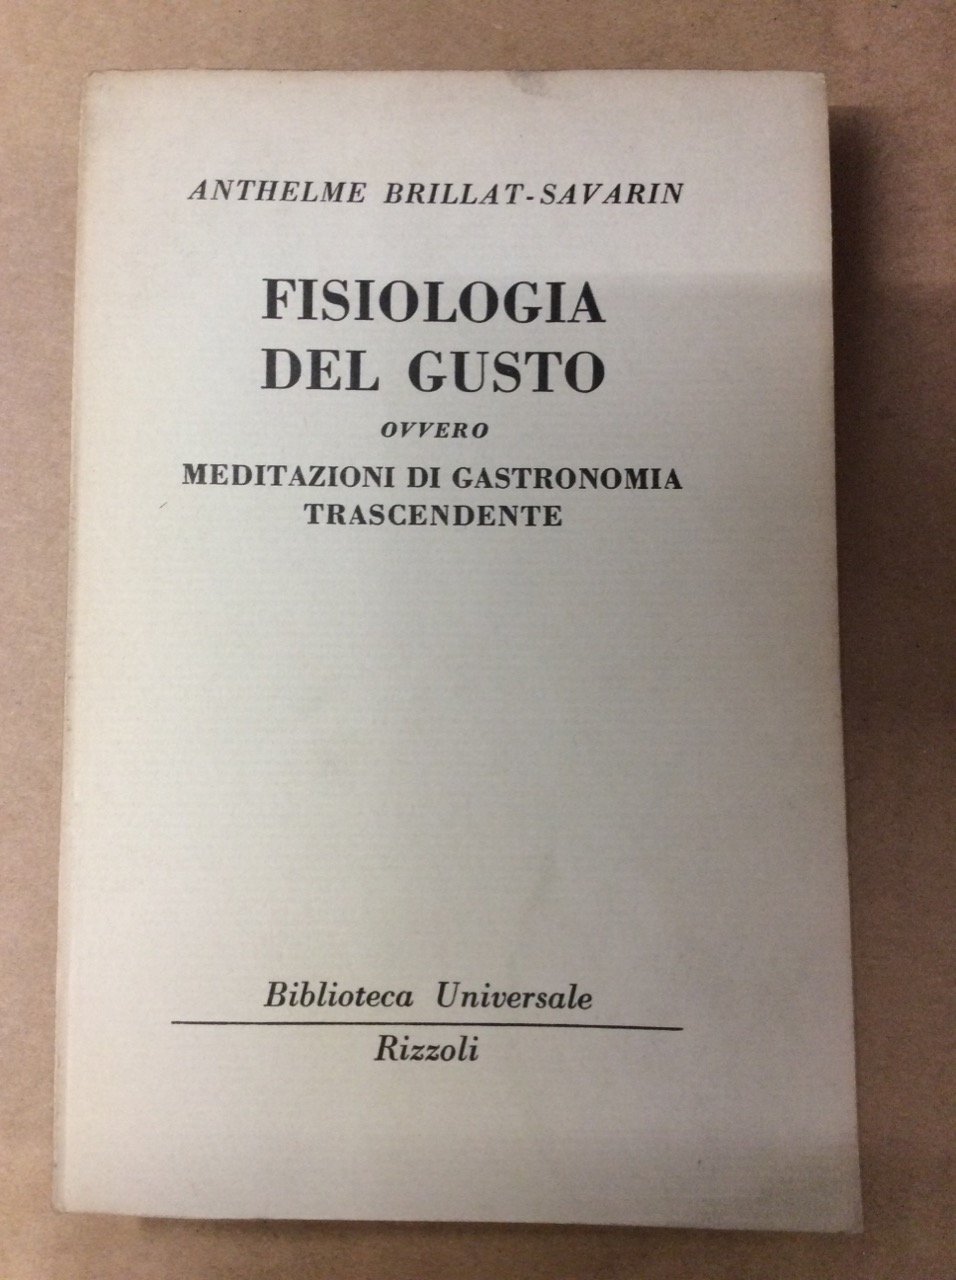 ANTHELME BRILLAT-SAVARIN
FISIOLOGIA
DEL GUSTO
OVVERO
MEDITAZIONI DI GASTRONOMIA
TRASCENDENTE
Biblioteca Universale
Rizzoli